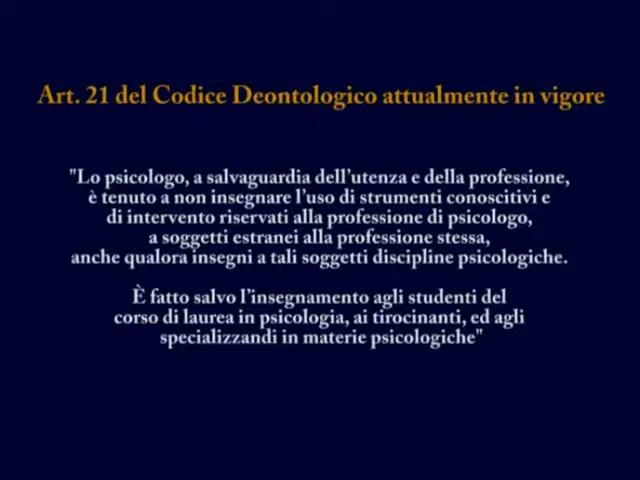 Art. 21 del Codice Deontologico attualmente in vigore
"Lo psicologo, a salvaguardia dell'utenza e della professione,
è tenuto a non insegnare l'uso di strumenti conoscitivi e
di intervento riservati alla professione di psicologo,
a soggetti estranei alla professione stessa,
anche qualora insegni a tali soggetti discipline psicologiche.
È fatto salvo l'insegnamento agli studenti del
corso di laurea in psicologia, ai tirocinanti, ed agli
specializzandi in materie psicologiche"